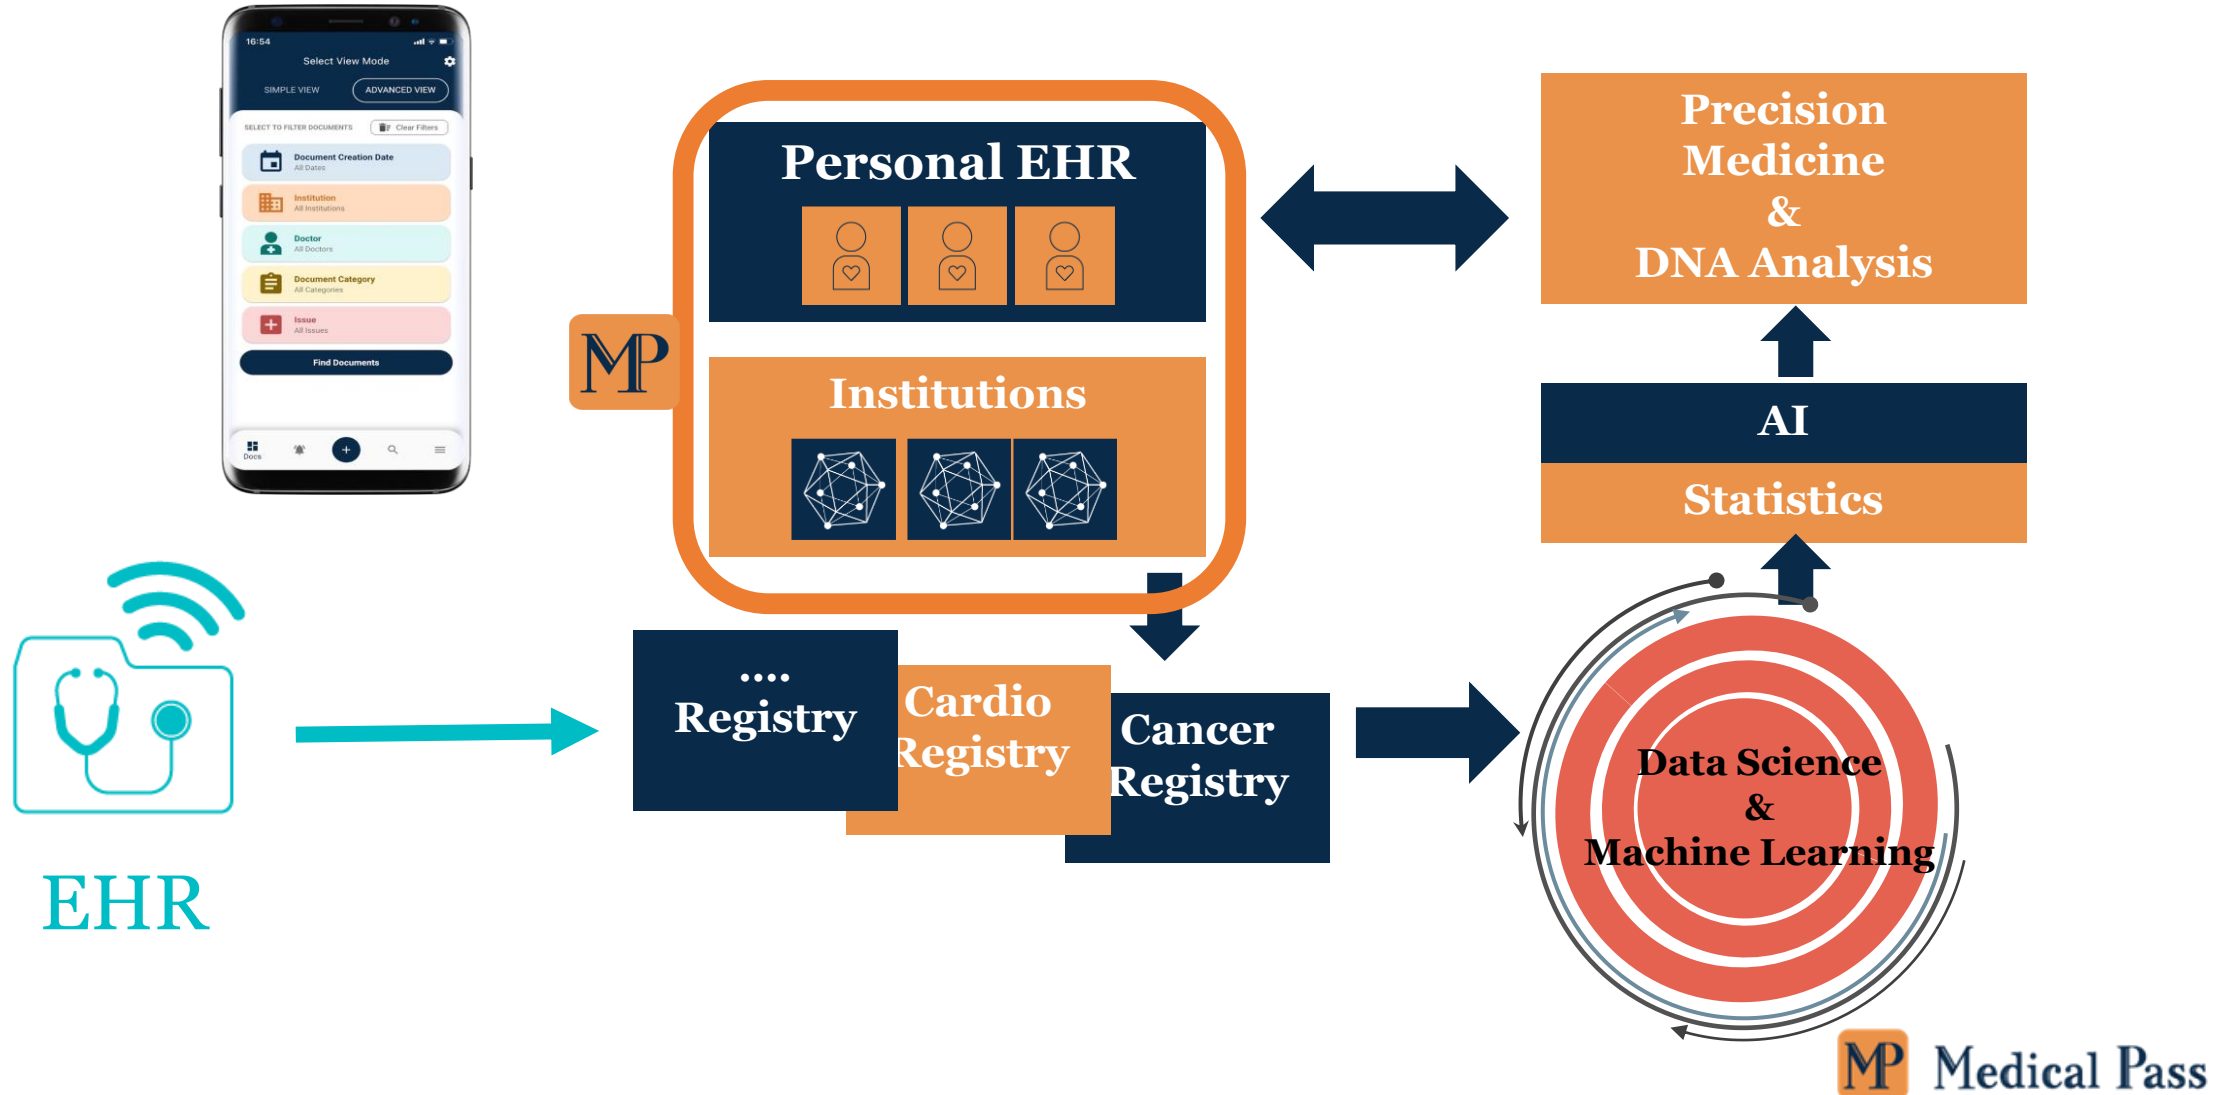 16:54
Select View Mode
SIMPLE VIEW
ADVANCED VIEW
SELECT TO FILTER DOCUMENTS
Clear Filters
Document Creation Date
All Dates
Institution
All Institutions
Doctor
All Doctors
Document Category
All Categories
Issue
All Issues
Find Documents
Docs
EHR
MP
Personal EHR
Institutions
....
Registry
Cardio
Registry
Cancer
Registry
Precision
Medicine
&
DNA Analysis
AI
Statistics
Data Science
&
Machine Learning
MP Medical Pass